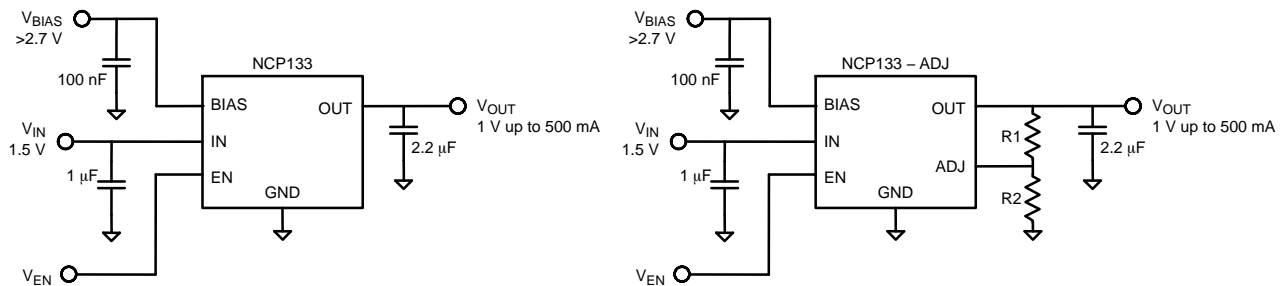 VBIAS
>2.7 V
100 nF
NCP133
BIAS
OUT
VOUT
1 V up to 500 mA
VIN
1.5 V
IN
2.2 μF
1 μF
EN
GND
VEN
VBIAS
>2.7 V
100 nF
NCP133 – ADJ
BIAS
OUT
VOUT
1 V up to 500 mA
R1
VIN
1.5 V
IN
2.2 μF
1 μF
ADJ
EN
R2
GND
VEN